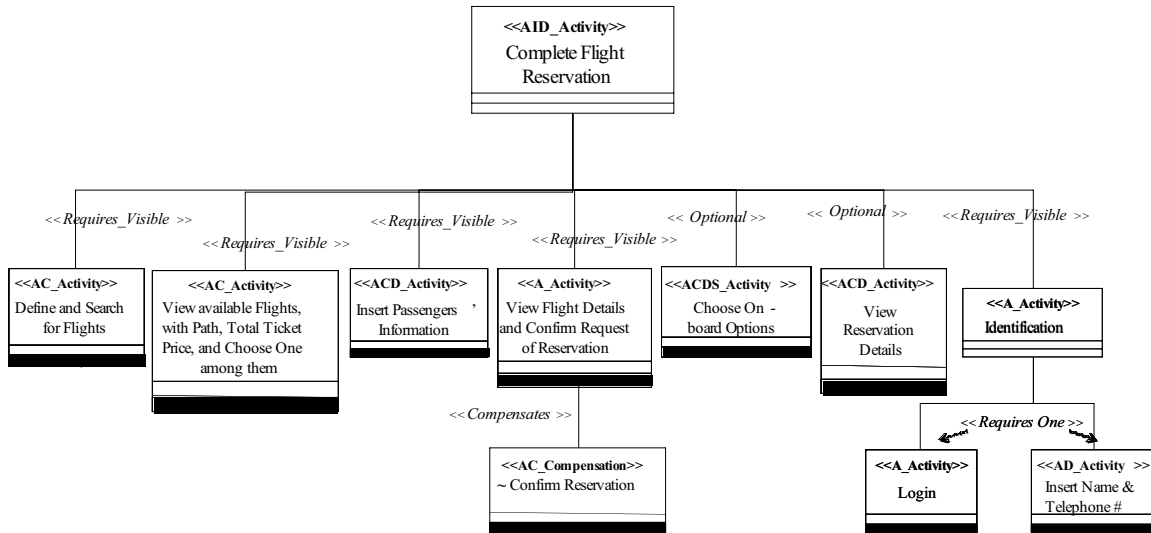 <<AID_Activity>>
Complete Flight
Reservation
<<Requires_Visible >>
<<Requires_Visible >>
<<Requires_Visible >>
<<Requires_Visible >>
<< Optional >>
<< Optional >>
<<Requires_Visible >>
<<AC_Activity>>
Define and Search
for Flights
<<AC_Activity>>
View available Flights,
with Path, Total Ticket
Price, and Choose One
among them
<<ACD_Activity>>
Insert Passengers ’
Information
<<A_Activity>>
View Flight Details
and Confirm Request
of Reservation
<<ACDS_Activity >>
Choose On -
board Options
<<ACD_Activity>>
View
Reservation
Details
<<A_Activity>>
Identification
<<Compensates >>
<<Requires One >>
<<AC_Compensation>>
~ Confirm Reservation
<<A_Activity>>
Login
<<AD_Activity >>
Insert Name &
Telephone #